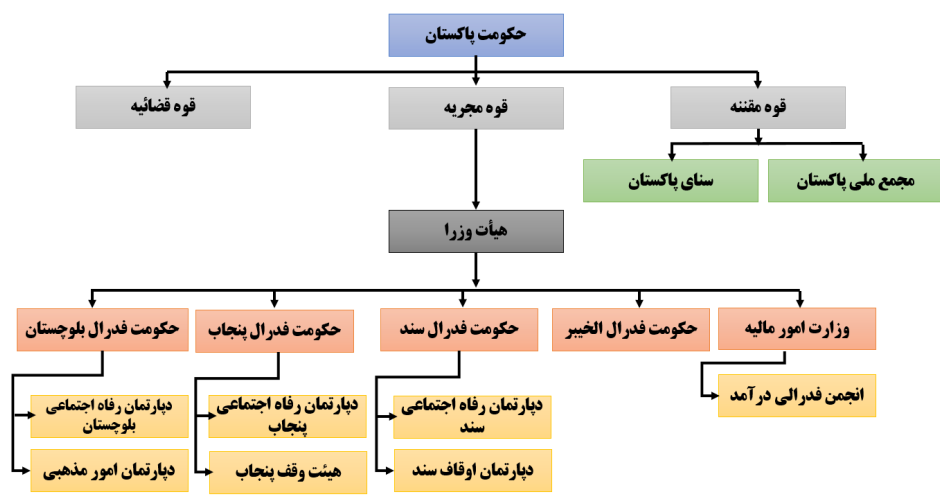 حکومت پاکستان
قوه مقننه
قوه مجریه
قوه قضائیه
مجمع ملی پاکستان
سنای پاکستان
هیأت وزرا
وزارت امور مالیه
حکومت فدرال الخیبر
حکومت فدرال سند
حکومت فدرال پنجاب
حکومت فدرال بلوچستان
انجمن فدرالی درآمد
دپارتمان رفاه اجتماعی
سند
دپارتمان رفاه اجتماعی
پنجاب
دپارتمان رفاه اجتماعی
بلوچستان
دپارتمان اوقاف سند
هیئت وقف پنجاب
دپارتمان امور مذهبی